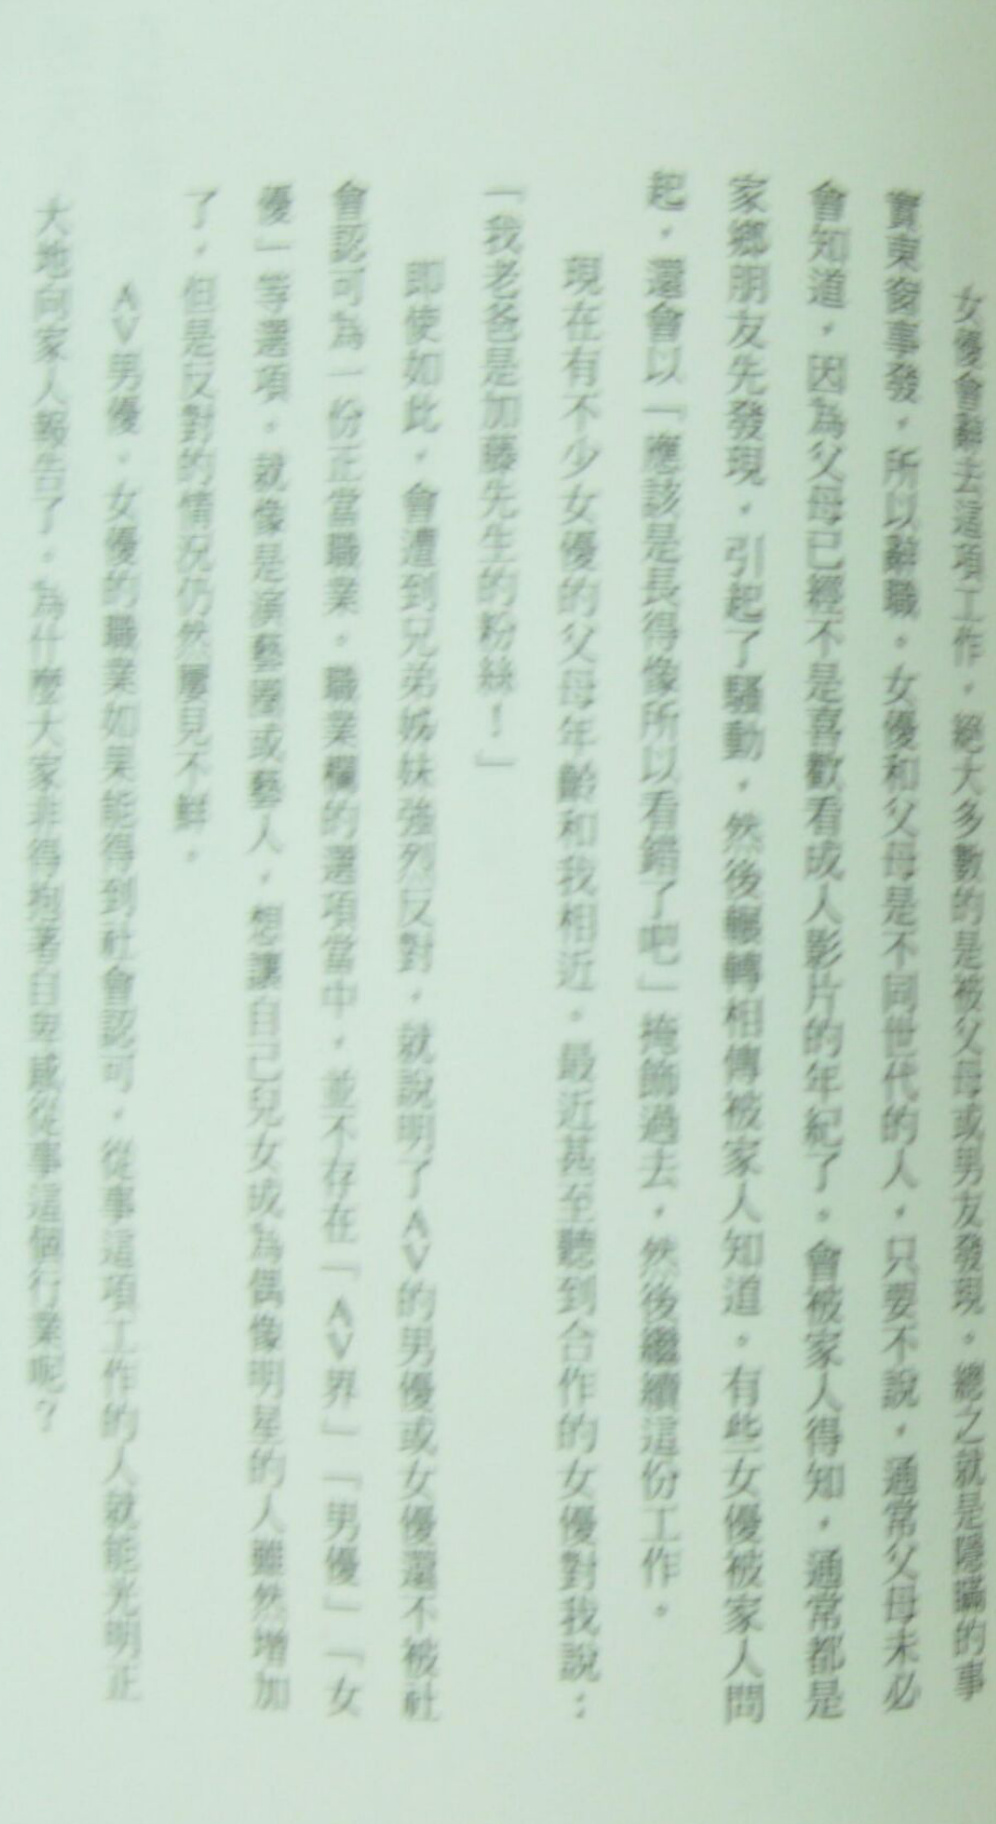 女優會辭去這項工作，絕大多數的是被父母或男友發現。總之就是隱瞞的事
實東窗事發，所以辭職。女優和父母是不同世代的人，只要不說，通常父母未必
會知道，因為父母已經不是喜歡看成人影片的年紀了。會被家人得知，通常都是
家鄉朋友先發現，引起了騷動，然後輾轉相傳被家人知道。有些女優被家人問
起，還會以「應該是長得像所以看錯了吧」掩飾過去，然後繼續這份工作。
現在有不少女優的父母年齡和我相近。最近甚至聽到合作的女優對我說：
「我老爸是加藤先生的粉絲！」
即使如此，會遭到兄弟姊妹強烈反對，就說明了AV的男優或女優還不被社
會認可為一份正當職業。職業欄的選項當中，並不存在「AV界」「男優」「女
優」等選項。就像是演藝圈或藝人，想讓自己兒女成為偶像明星的人雖然增加
了，但是反對的情況仍然屢見不鮮。
AV男優、女優的職業如果能得到社會認可，從事這項工作的人就能光明正
大地向家人報告了。為什麼大家非得抱著自卑感從事這個行業呢？